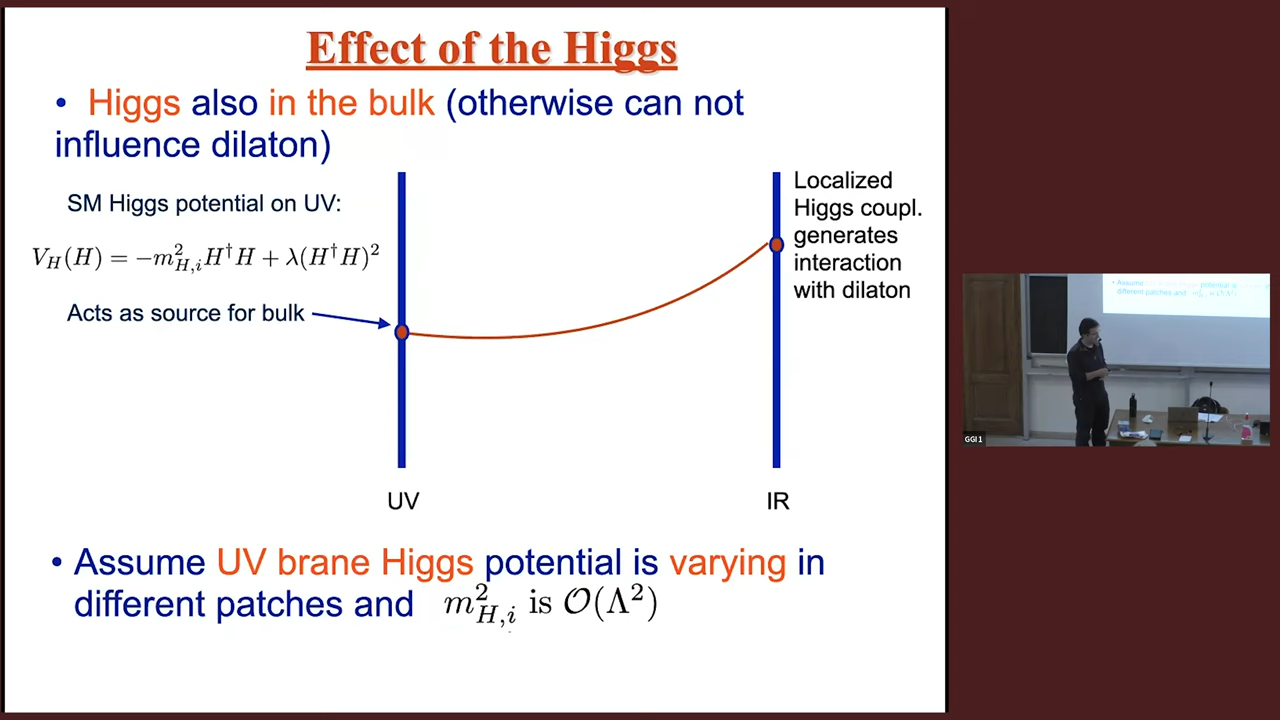 Effect of the Higgs
• Higgs also in the bulk (otherwise can not
influence dilaton)
SM Higgs potential on UV:
V_H(H) = −m²_{H,i}H†H + λ(H†H)²
Acts as source for bulk
Localized
Higgs coupl.
generates
interaction
with dilaton
UV
IR
• Assume UV brane Higgs potential is varying in
different patches and m²_{H,i} is 𝒪(Λ²)
GGI 1